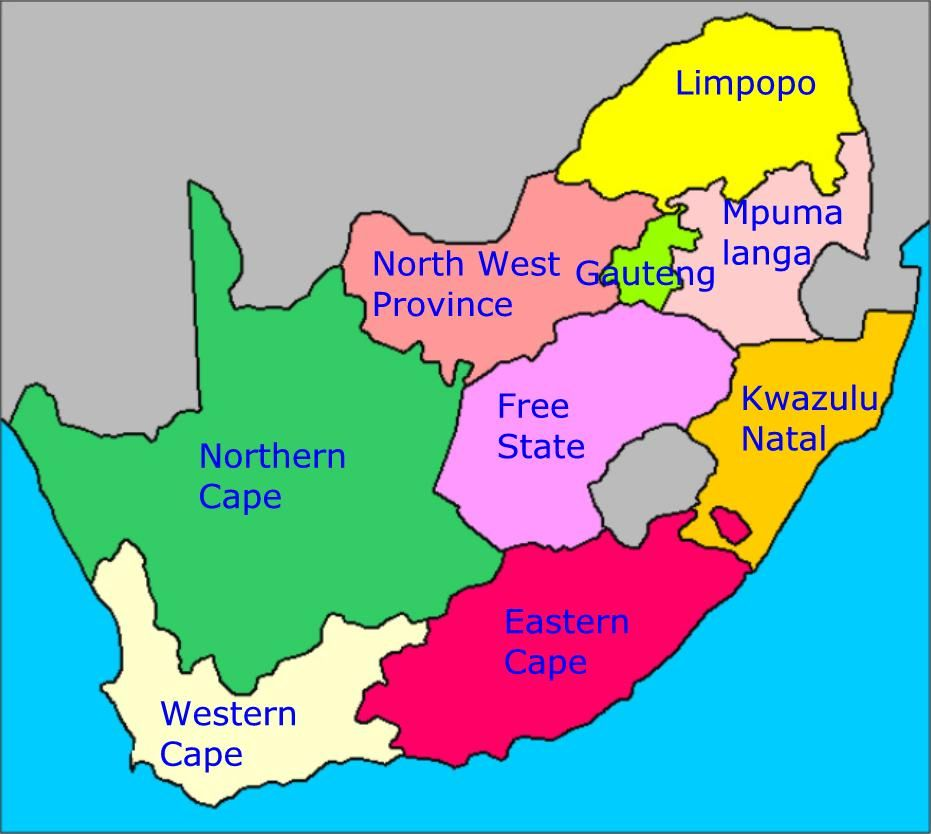 Limpopo
Mpuma
langa
North West
Province
Gauteng
Free
State
Kwazulu
Natal
Northern
Cape
Eastern
Cape
Western
Cape